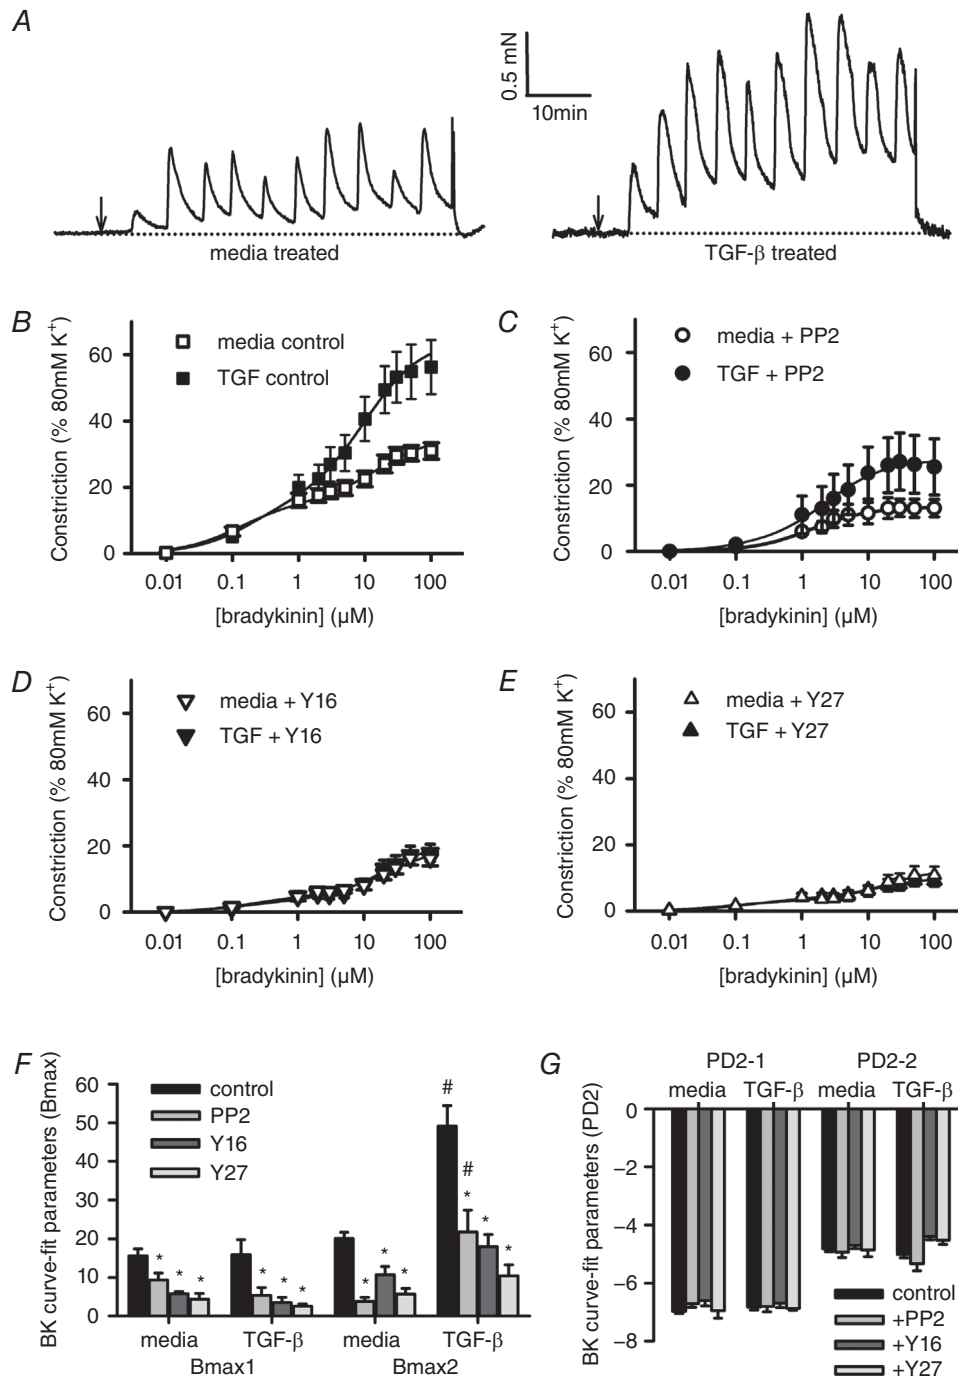 A
0.5 mN
10min
media treated
TGF-β treated
B
Constriction (% 80mM K+)
60
40
20
0
media control
TGF control
0.01 0.1 1 10 100
[bradykinin] (µM)
C
Constriction (% 80mM K+)
60
40
20
0
media + PP2
TGF + PP2
0.01 0.1 1 10 100
[bradykinin] (µM)
D
Constriction (% 80mM K+)
60
40
20
0
media + Y16
TGF + Y16
0.01 0.1 1 10 100
[bradykinin] (µM)
E
Constriction (% 80mM K+)
60
40
20
0
media + Y27
TGF + Y27
0.01 0.1 1 10 100
[bradykinin] (µM)
F
BK curve-fit parameters (Bmax)
60
50
40
30
20
10
0
control
PP2
Y16
Y27
* * *
* * *
* * *
#
#
* * *
media TGF-β media TGF-β
Bmax1 Bmax2
G
BK curve-fit parameters (PD2)
PD2-1 PD2-2
media TGF-β media TGF-β
0
−2
−4
−6
−8
control
+PP2
+Y16
+Y27